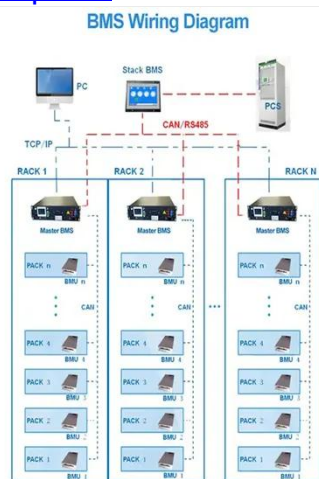 BMS Wiring Diagram
PC
Stack BMS
PCS
CAN/RS485
TCP/IP
RACK 1
RACK 2
RACK N
Master BMS
Master BMS
Master BMS
PACK n
BMU n
PACK n
BMU n
PACK n
BMU n
CAN
CAN
...
CAN
PACK 4
BMU 4
PACK 4
BMU 4
PACK 4
BMU 4
PACK 3
BMU 3
PACK 3
BMU 3
PACK 3
BMU 3
PACK 2
BMU 2
PACK 2
BMU 2
PACK 2
BMU 2
PACK 1
BMU 1
PACK 1
BMU 1
PACK 1
BMU 1